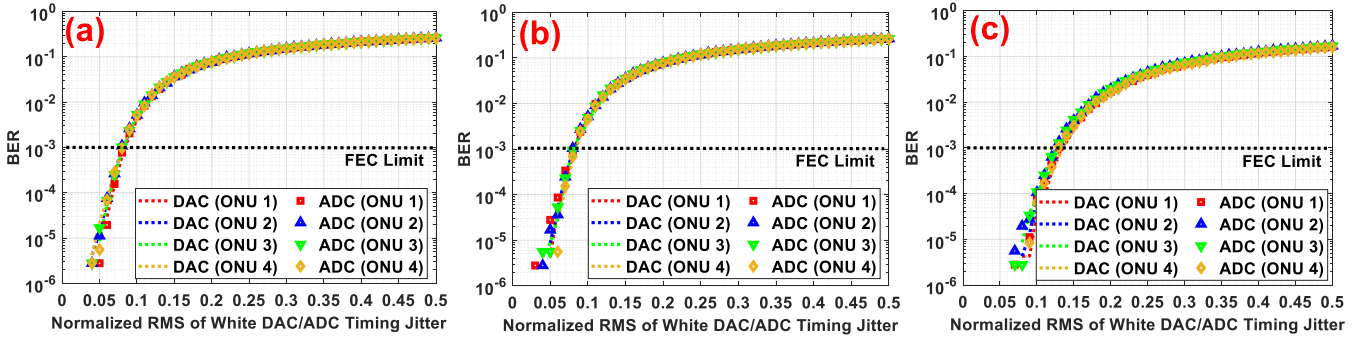 (a)
BER
10^0
10^-1
10^-2
10^-3
10^-4
10^-5
10^-6
FEC Limit
DAC (ONU 1) ADC (ONU 1)
DAC (ONU 2) ADC (ONU 2)
DAC (ONU 3) ADC (ONU 3)
DAC (ONU 4) ADC (ONU 4)
0 0.05 0.1 0.15 0.2 0.25 0.3 0.35 0.4 0.45 0.5
Normalized RMS of White DAC/ADC Timing Jitter
(b)
BER
10^0
10^-1
10^-2
10^-3
10^-4
10^-5
10^-6
FEC Limit
DAC (ONU 1) ADC (ONU 1)
DAC (ONU 2) ADC (ONU 2)
DAC (ONU 3) ADC (ONU 3)
DAC (ONU 4) ADC (ONU 4)
0 0.05 0.1 0.15 0.2 0.25 0.3 0.35 0.4 0.45 0.5
Normalized RMS of White DAC/ADC Timing Jitter
(c)
BER
10^0
10^-1
10^-2
10^-3
10^-4
10^-5
10^-6
FEC Limit
DAC (ONU 1) ADC (ONU 1)
DAC (ONU 2) ADC (ONU 2)
DAC (ONU 3) ADC (ONU 3)
DAC (ONU 4) ADC (ONU 4)
0 0.05 0.1 0.15 0.2 0.25 0.3 0.35 0.4 0.45 0.5
Normalized RMS of White DAC/ADC Timing Jitter